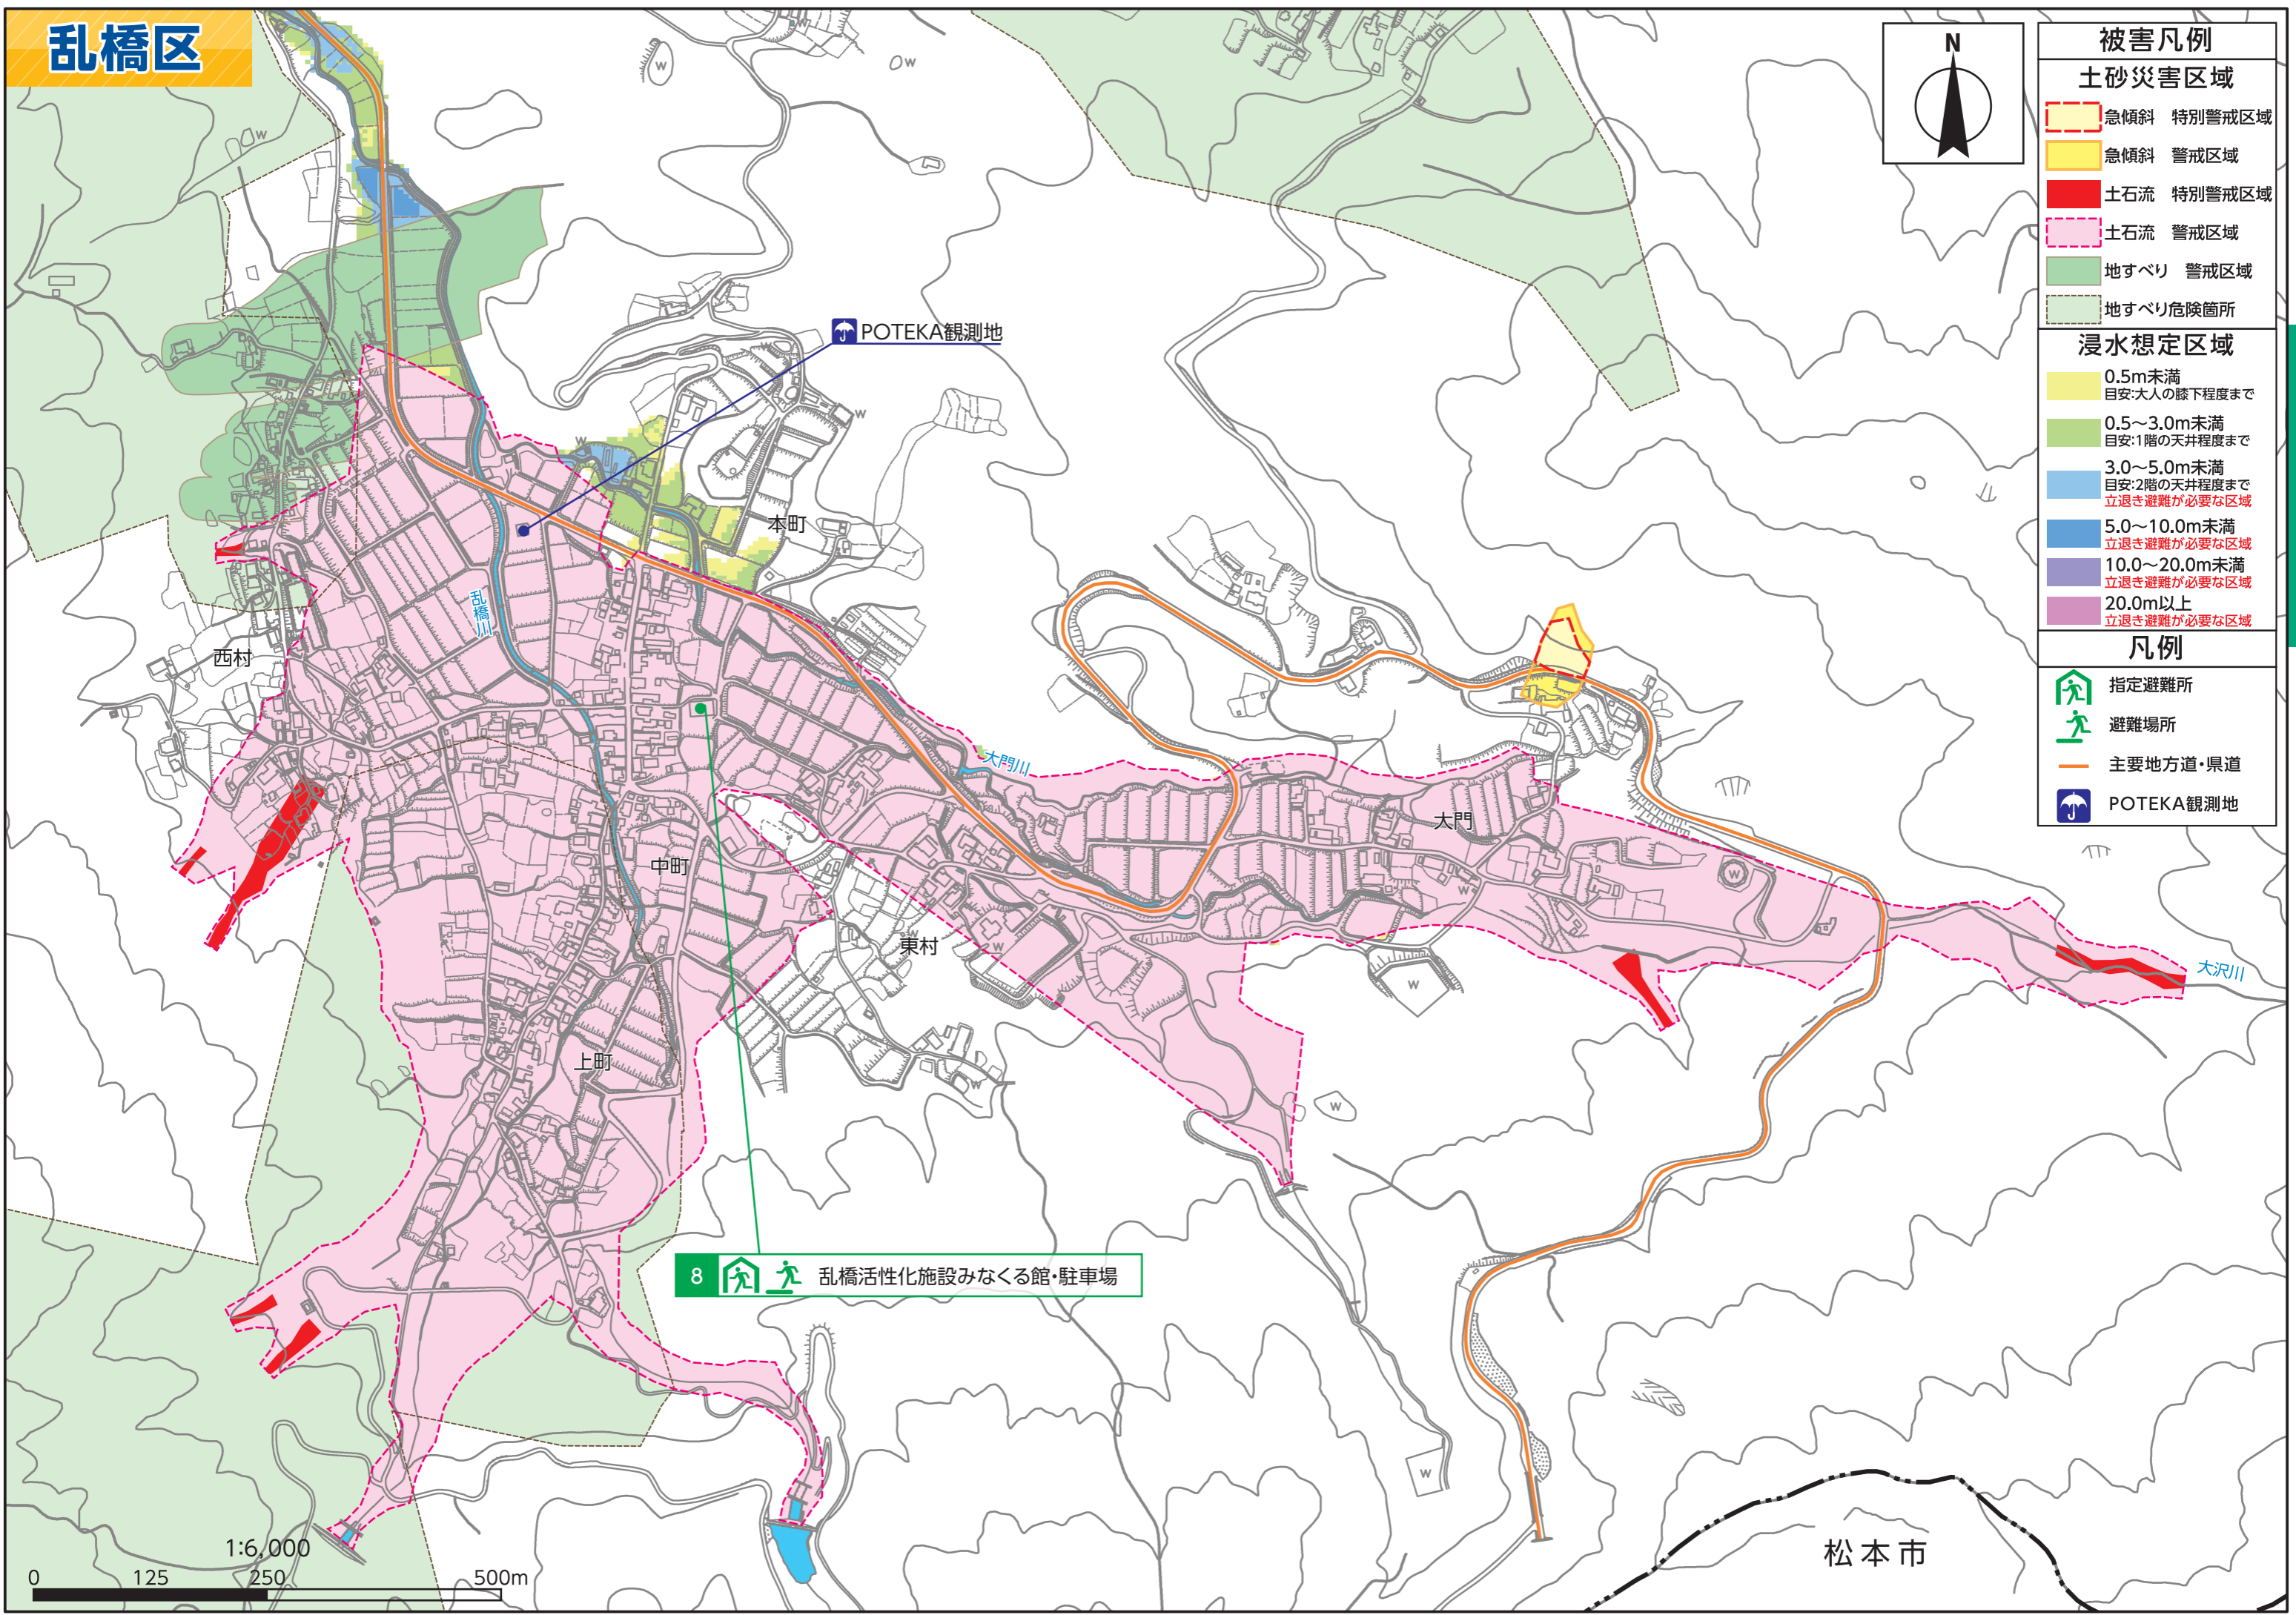 乱橋区
N
被害凡例
土砂災害区域
急傾斜 特別警戒区域
急傾斜 警戒区域
土石流 特別警戒区域
土石流 警戒区域
地すべり 警戒区域
地すべり危険箇所
浸水想定区域
0.5m未満
目安:大人の膝下程度まで
0.5～3.0m未満
目安:1階の天井程度まで
3.0～5.0m未満
目安:2階の天井程度まで
立退き避難が必要な区域
5.0～10.0m未満
立退き避難が必要な区域
10.0～20.0m未満
立退き避難が必要な区域
20.0m以上
立退き避難が必要な区域
凡例
指定避難所
避難場所
主要地方道・県道
POTEKA観測地
W
W
W
W
POTEKA観測地
W
W
W
本町
乱橋川
W
西村
大門川
大門
中町
W
W
東村
W
W
大沢川
W
上町
W
W
8 乱橋活性化施設みなくる館・駐車場
W
松本市
1:6,000
0 125 250 500m